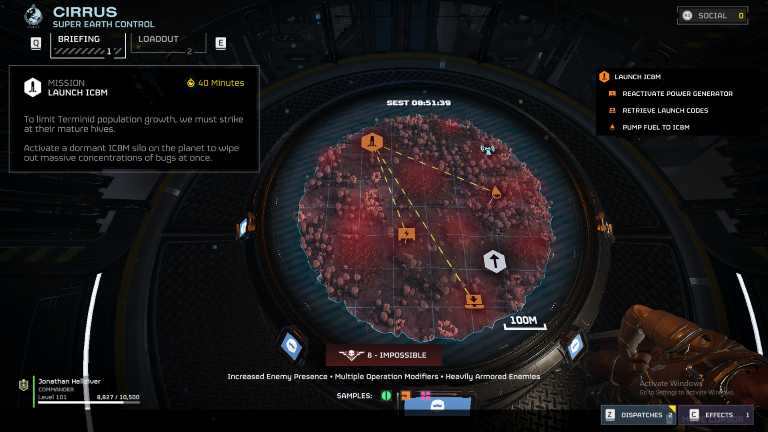 CIRRUS
SUPER EARTH CONTROL
SOCIAL 0
Q
BRIEFING
1
LOADOUT
2
E
MISSION
LAUNCH ICBM
40 Minutes
To limit Terminid population growth, we must strike
at their mature hives.
Activate a dormant ICBM silo on the planet to wipe
out massive concentrations of bugs at once.
LAUNCH ICBM
REACTIVATE POWER GENERATOR
RETRIEVE LAUNCH CODES
PUMP FUEL TO ICBM
SEST 08:51:39
100M
8 - IMPOSSIBLE
Increased Enemy Presence • Multiple Operation Modifiers • Heavily Armored Enemies
SAMPLES:
Jonathan Hellciver
COMMANDER
Level 101
8,827 / 10,500
Activate Windows
Go to Settings to activate Windows.
Z DISPATCHES 2
C EFFECTS 1
CURSOR